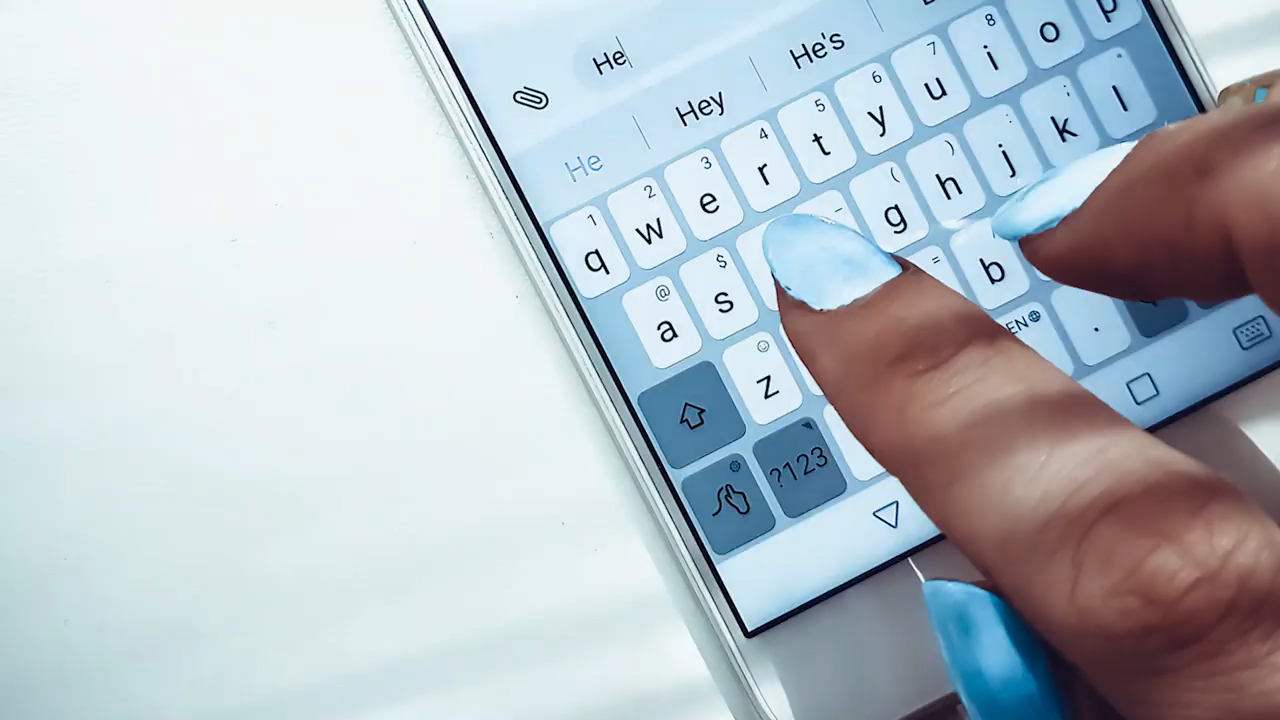 He
He Hey He's
1 2 3 4 5 6 7 8
q w e r t y u i o p
@ $ - ( ) : ; '
a s g h j k l
=
z b
?123 EN .